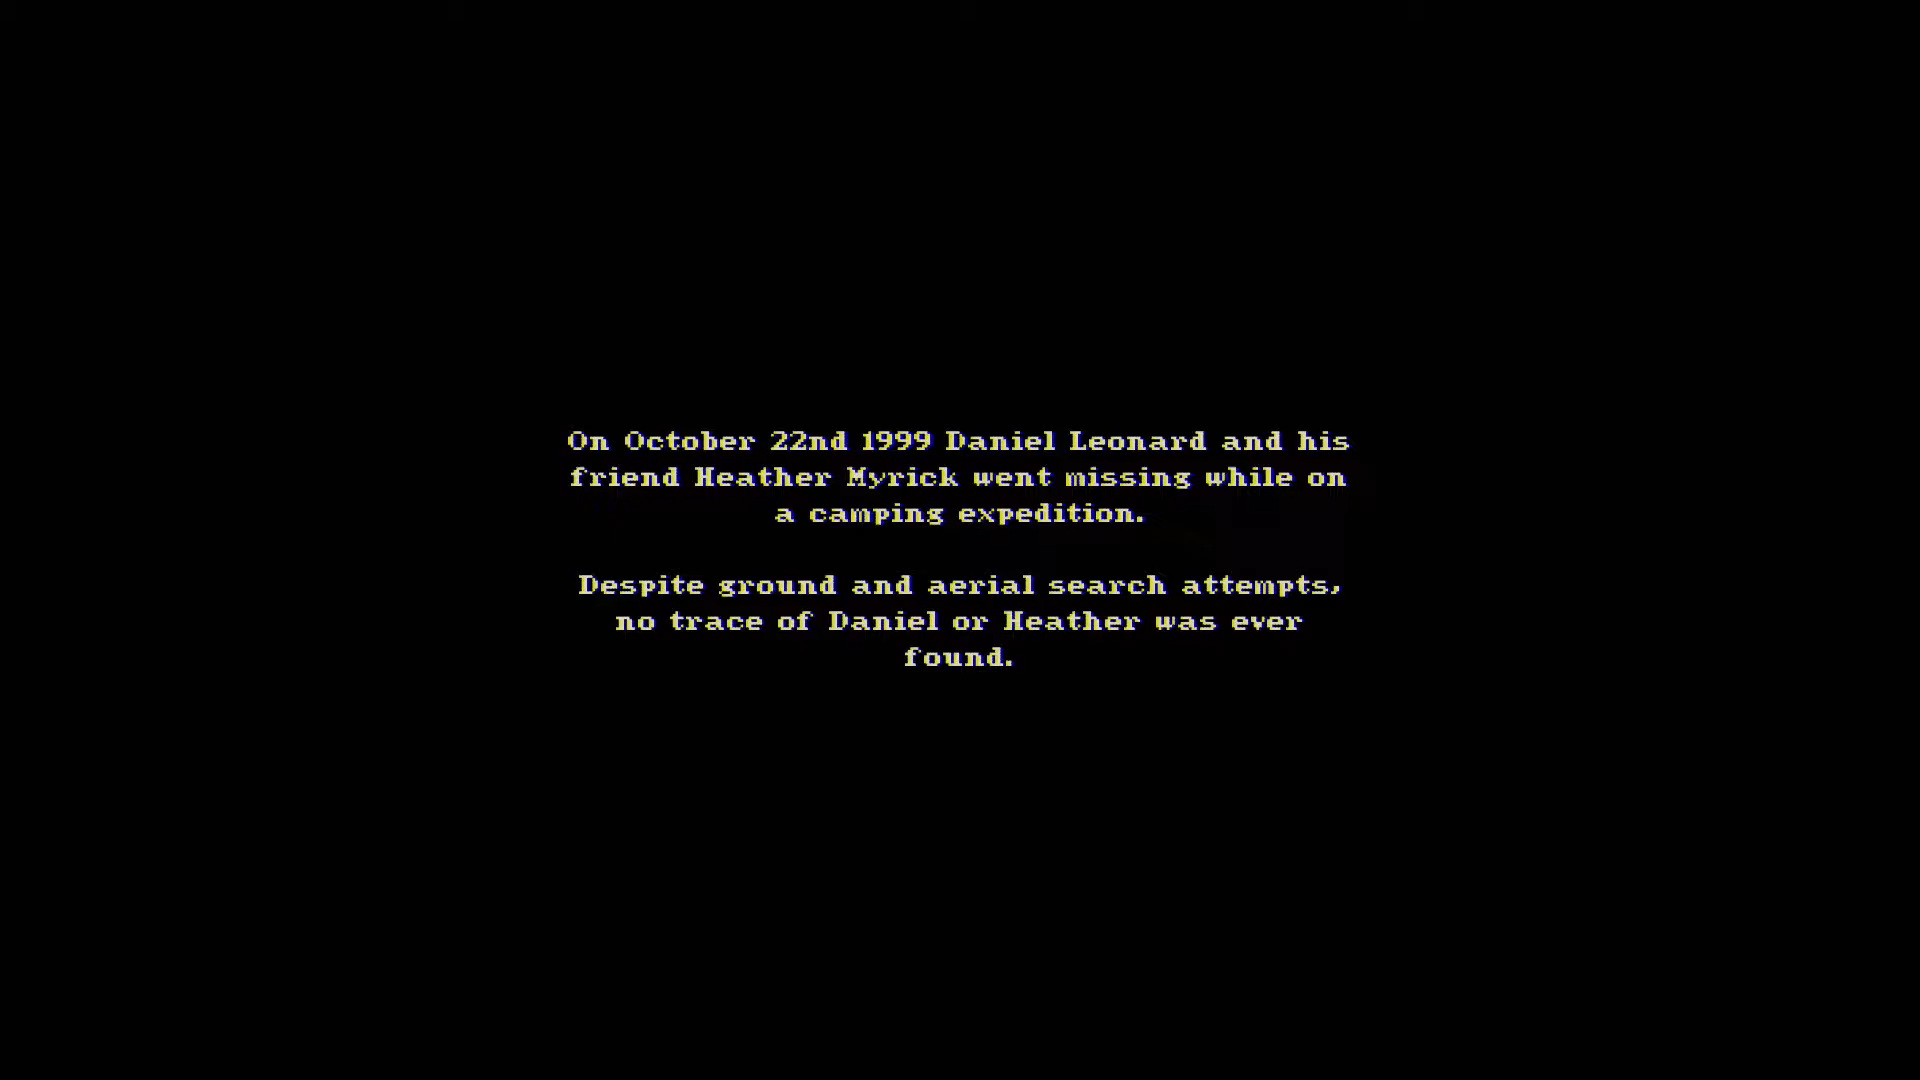 On October 22nd 1999 Daniel Leonard and his
friend Heather Myrick went missing while on
a camping expedition.
Despite ground and aerial search attempts,
no trace of Daniel or Heather was ever
found.